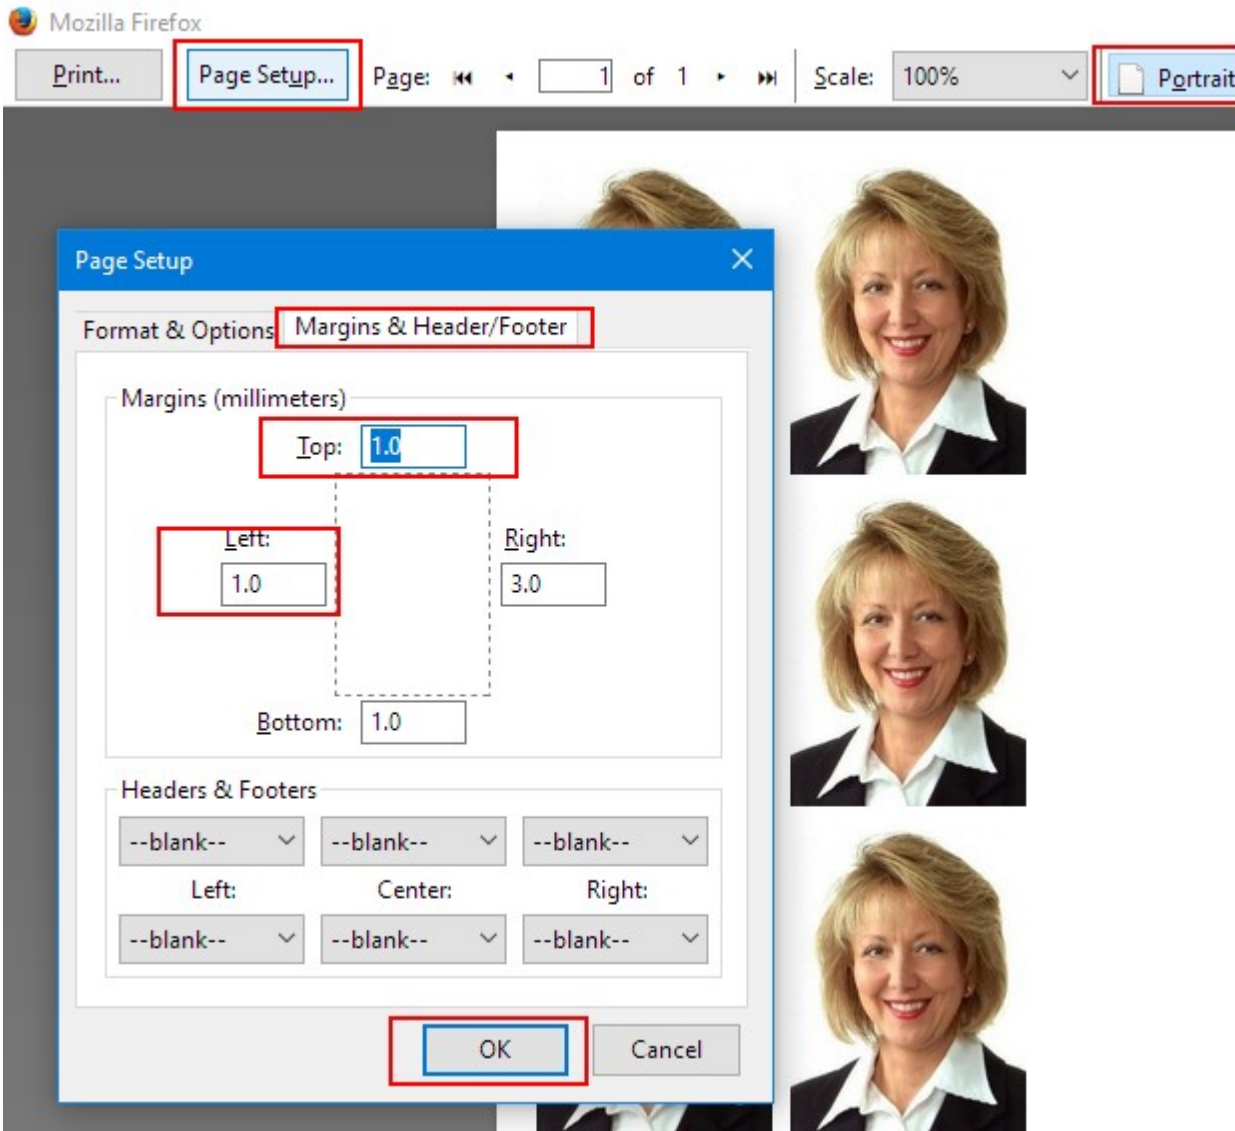 Mozilla Firefox
Print... Page Setup... Page: 1 of 1 Scale: 100% Portrait
Page Setup
Format & Options Margins & Header/Footer
Margins (millimeters)
Top: 1.0
Left: Right:
1.0 3.0
Bottom: 1.0
Headers & Footers
--blank-- --blank-- --blank--
Left: Center: Right:
--blank-- --blank-- --blank--
OK Cancel